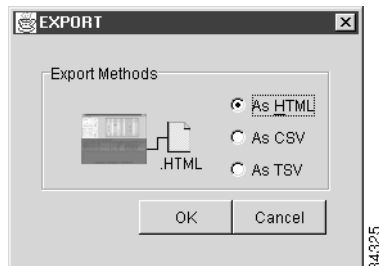 EXPORT
Export Methods
As HTML
As CSV
.HTML
As TSV
OK Cancel
34325